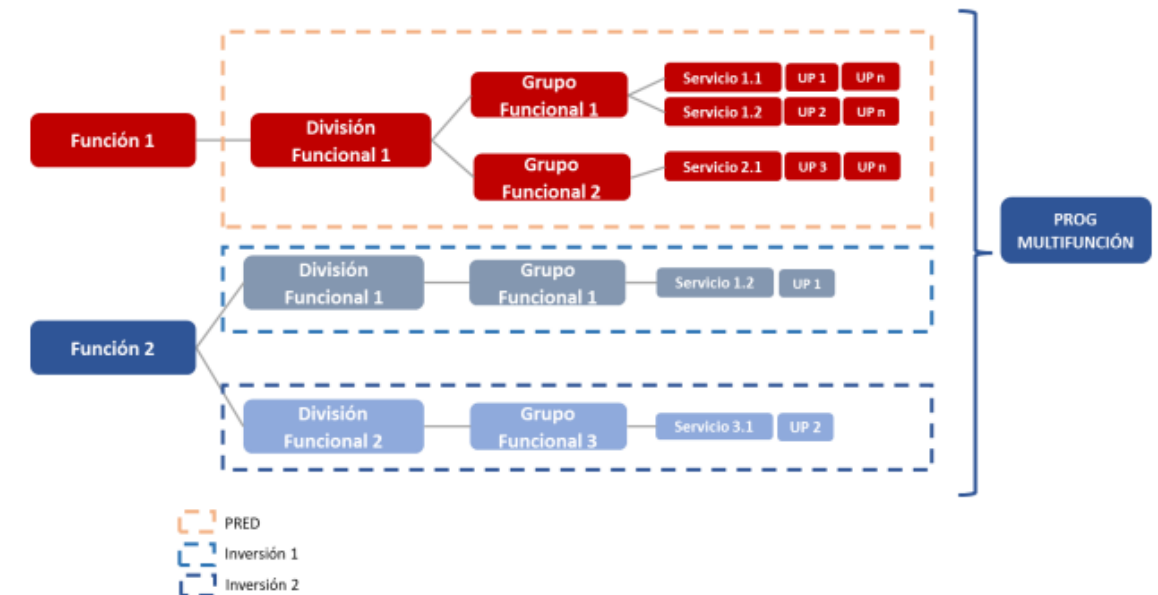 Función 1
División
Funcional 1
Grupo
Funcional 1
Servicio 1.1 UP 1 UP n
Servicio 1.2 UP 2 UP n
Grupo
Funcional 2
Servicio 2.1 UP 3 UP n
Función 2
División
Funcional 1
Grupo
Funcional 1
Servicio 1.2 UP 1
División
Funcional 2
Grupo
Funcional 3
Servicio 3.1 UP 2
PROG
MULTIFUNCIÓN
PRED
Inversión 1
Inversión 2